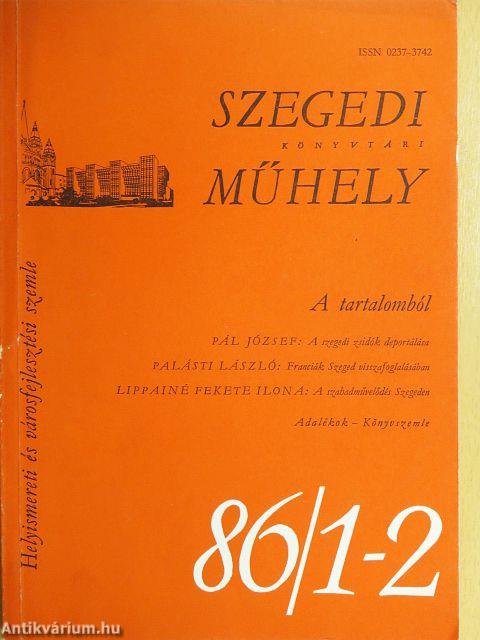 ISSN 0237-3742
SZEGEDI
KÖNYVTÁRI
MŰHELY
A tartalomból
PÁL JÓZSEF: A szegedi zsidók deportálása
PALÁSTI LÁSZLÓ: Franciák Szeged visszafoglalásában
LIPPAINÉ FEKETE ILONA: A szabadművelődés Szegeden
Adalékok – Könyvszemle
Helyismereti és városfejlesztési szemle
86/1-2
Antikvárium.hu